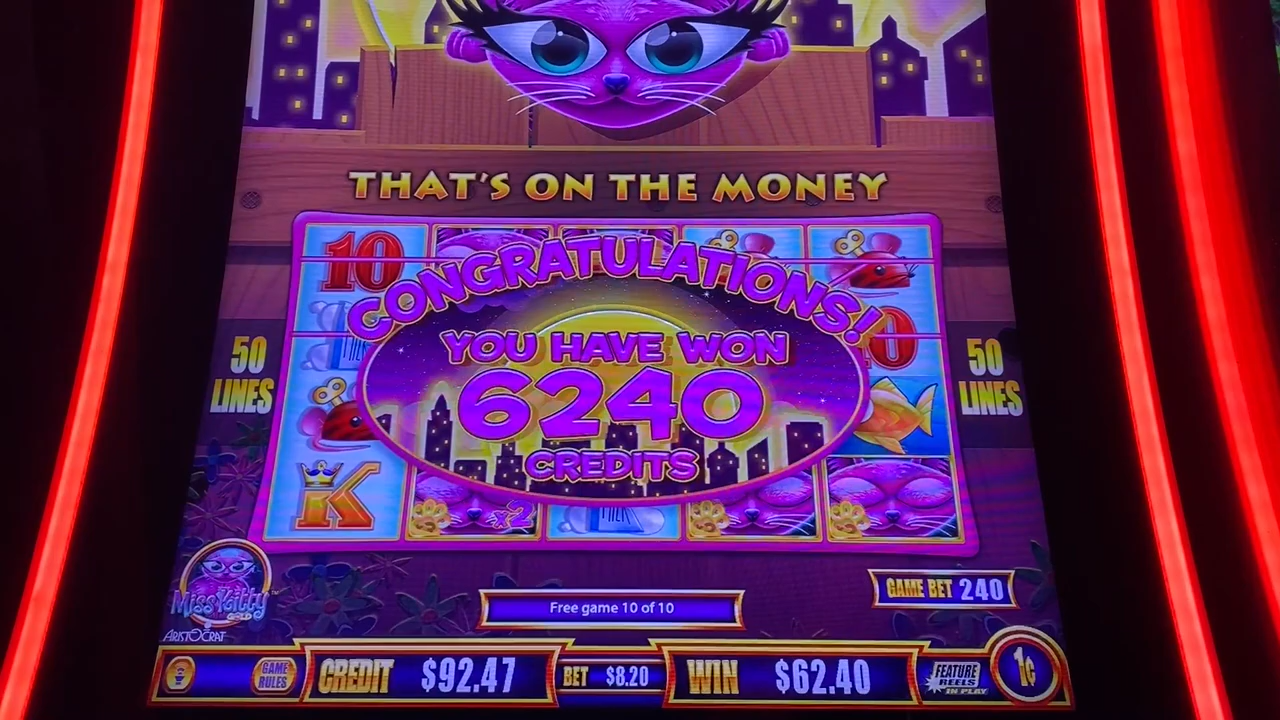 THAT'S ON THE MONEY
10
CONGRATULATIONS!
YOU HAVE WON
6240
CREDITS
50
LINES
50
LINES
K
x2
MILK
Miss Kitty
GOLD
ARISTOCRAT
Free game 10 of 10
GAME BET 240
GAME
RULES
CREDIT $92.47
BET $8.20
WIN $62.40
FEATURE
REELS
IN PLAY
1¢